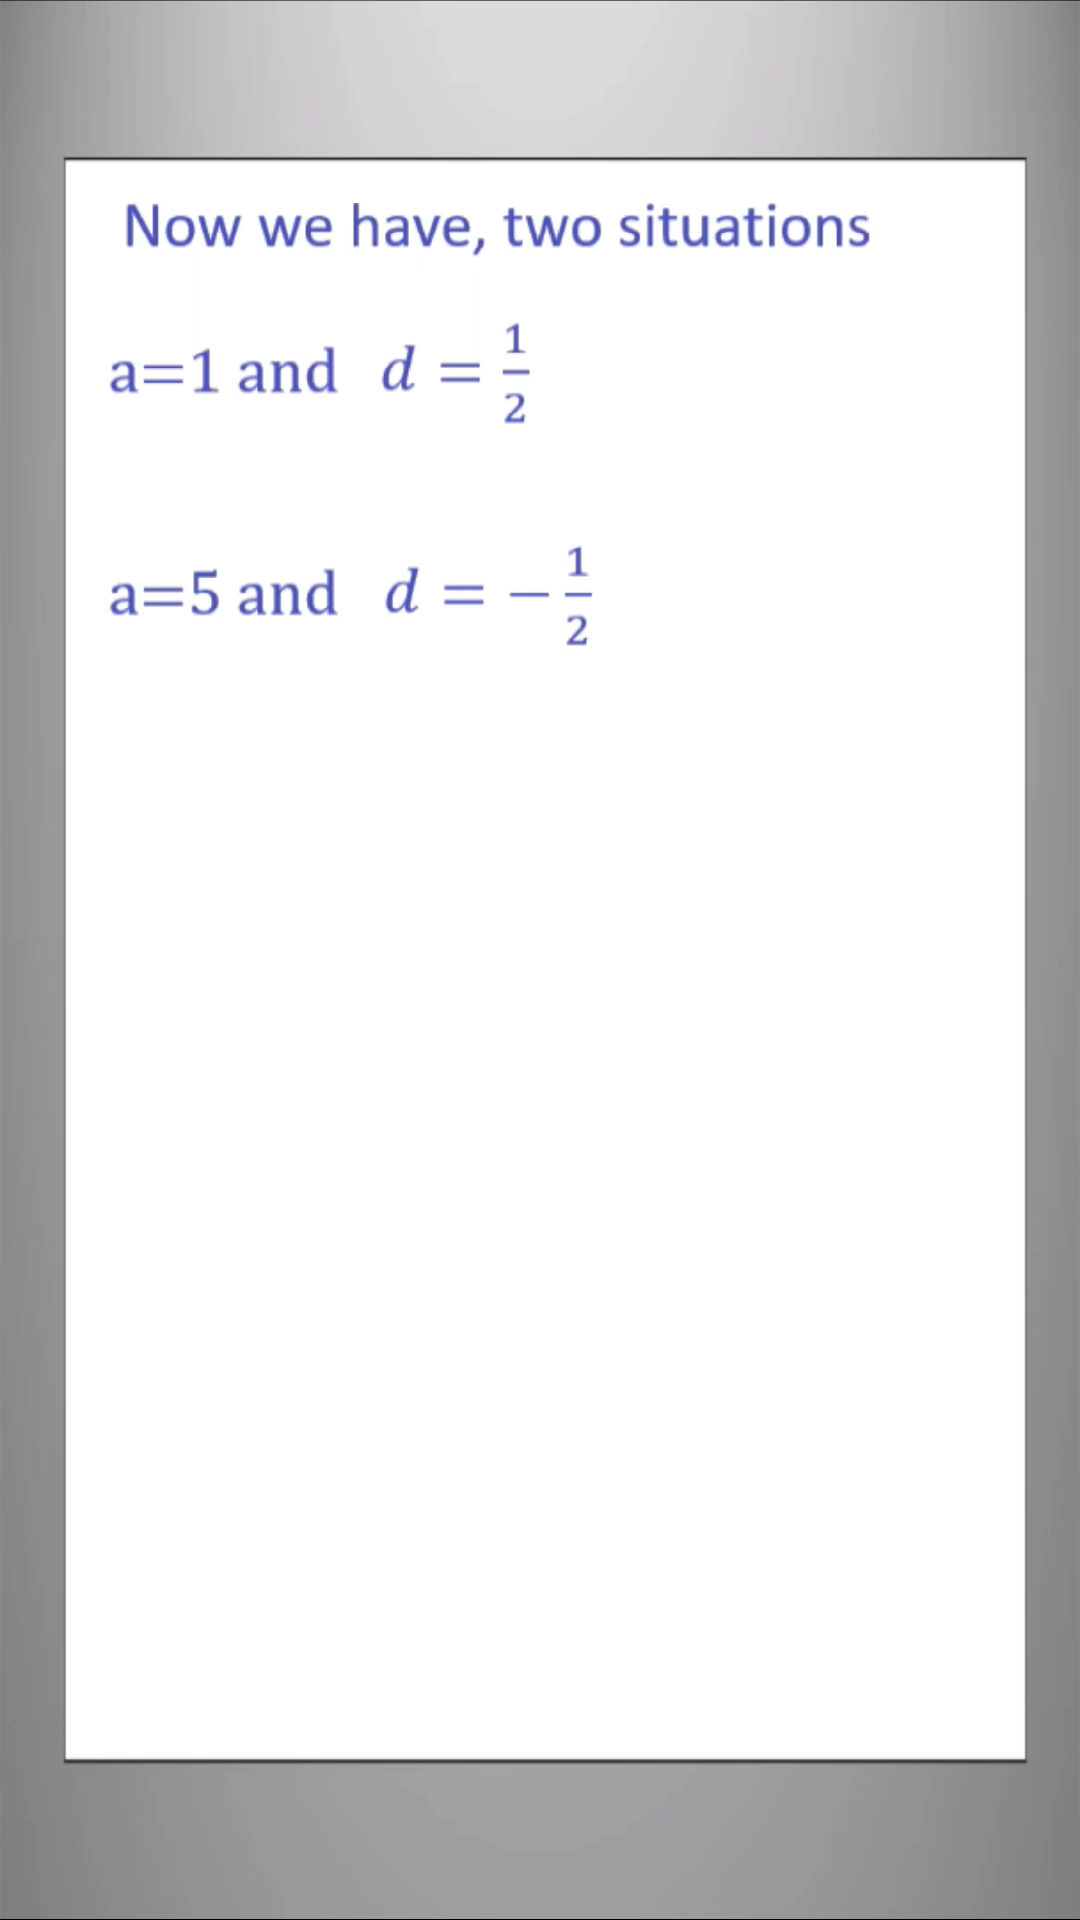 Now we have, two situations
a=1 and d = 1/2
a=5 and d = −1/2